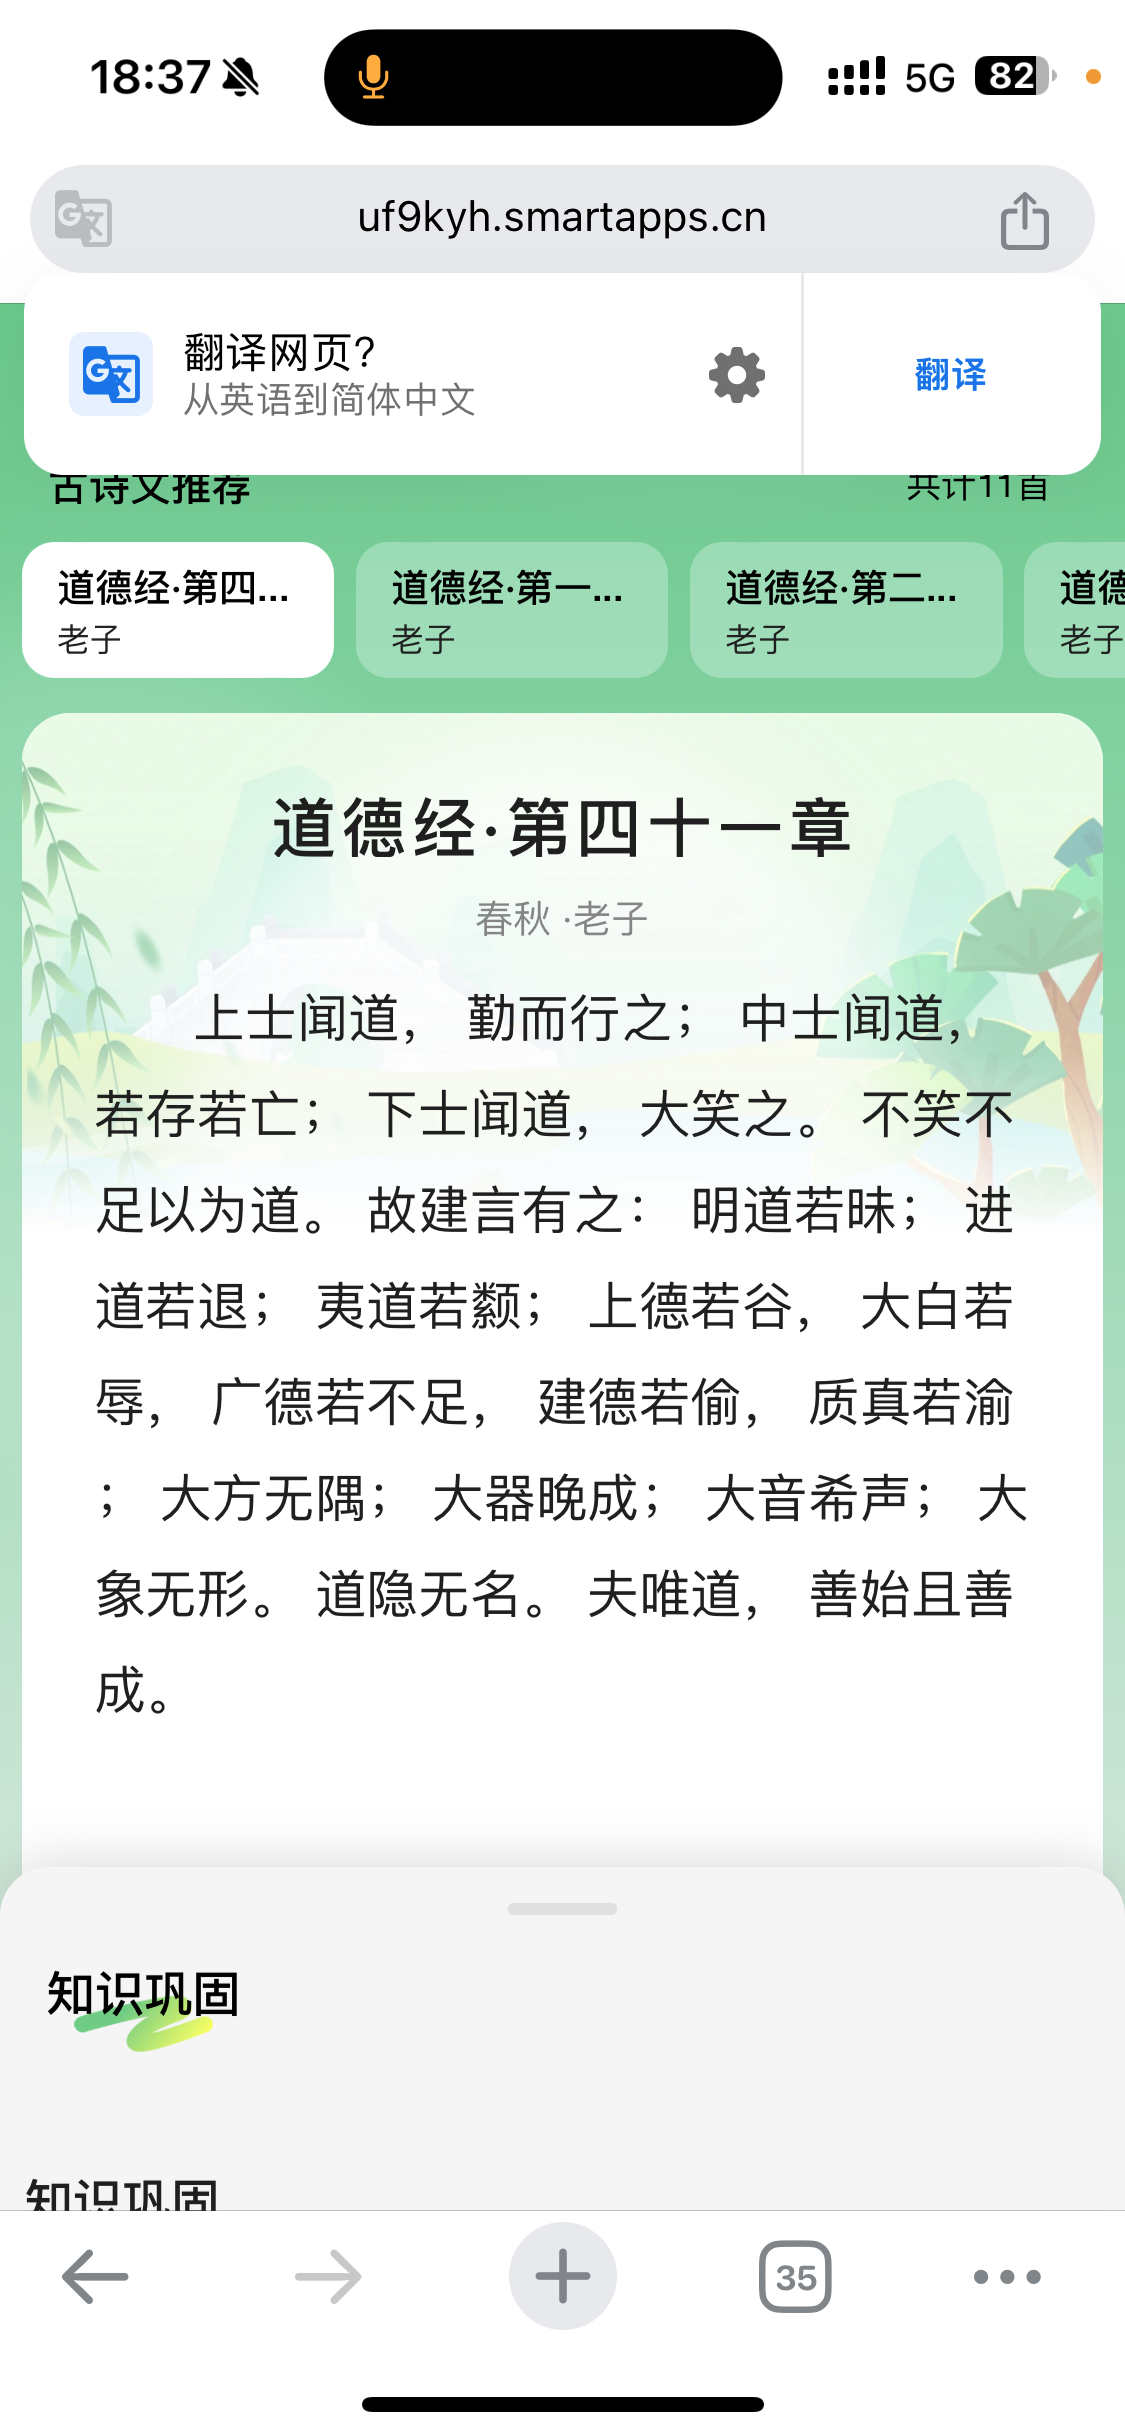 18:37
5G
82
uf9kyh.smartapps.cn
翻译网页?
从英语到简体中文
翻译
古诗文推荐
共计11首
道德经·第四...
老子
道德经·第一...
老子
道德经·第二...
老子
道德
老子
道德经·第四十一章
春秋 ·老子
上士闻道， 勤而行之； 中士闻道，
若存若亡； 下士闻道， 大笑之。 不笑不
足以为道。 故建言有之： 明道若昧； 进
道若退； 夷道若颣； 上德若谷， 大白若
辱， 广德若不足， 建德若偷， 质真若渝
； 大方无隅； 大器晚成； 大音希声； 大
象无形。 道隐无名。 夫唯道， 善始且善
成。
知识巩固
知识巩固
35